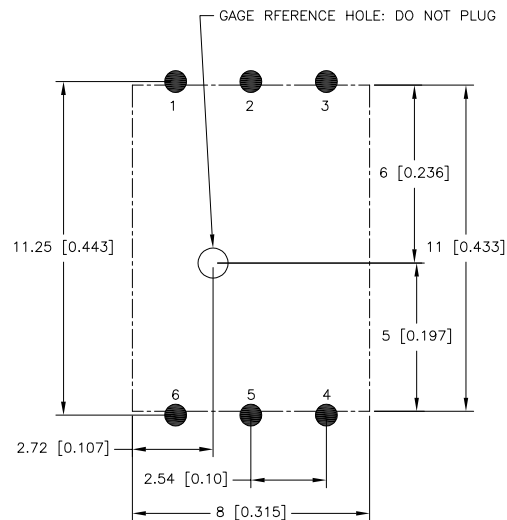 GAGE RFERENCE HOLE: DO NOT PLUG
1 2 3
6 [0.236]
11.25 [0.443]
11 [0.433]
5 [0.197]
6 5 4
2.72 [0.107]
2.54 [0.10]
8 [0.315]